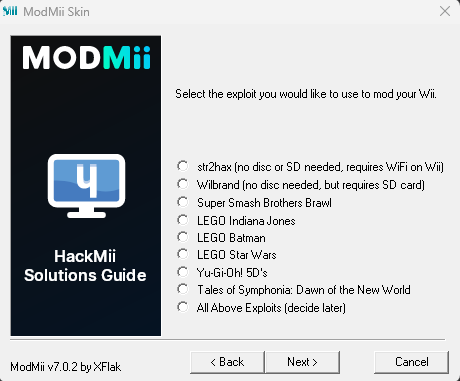 Mii ModMii Skin
MODMii
Select the exploit you would like to use to mod your Wii.
str2hax (no disc or SD needed, requires WiFi on Wii)
Wilbrand (no disc needed, but requires SD card)
Super Smash Brothers Brawl
LEGO Indiana Jones
LEGO Batman
LEGO Star Wars
Yu-Gi-Oh! 5D's
Tales of Symphonia: Dawn of the New World
All Above Exploits (decide later)
HackMii
Solutions Guide
ModMii v7.0.2 by XFlak
< Back
Next >
Cancel